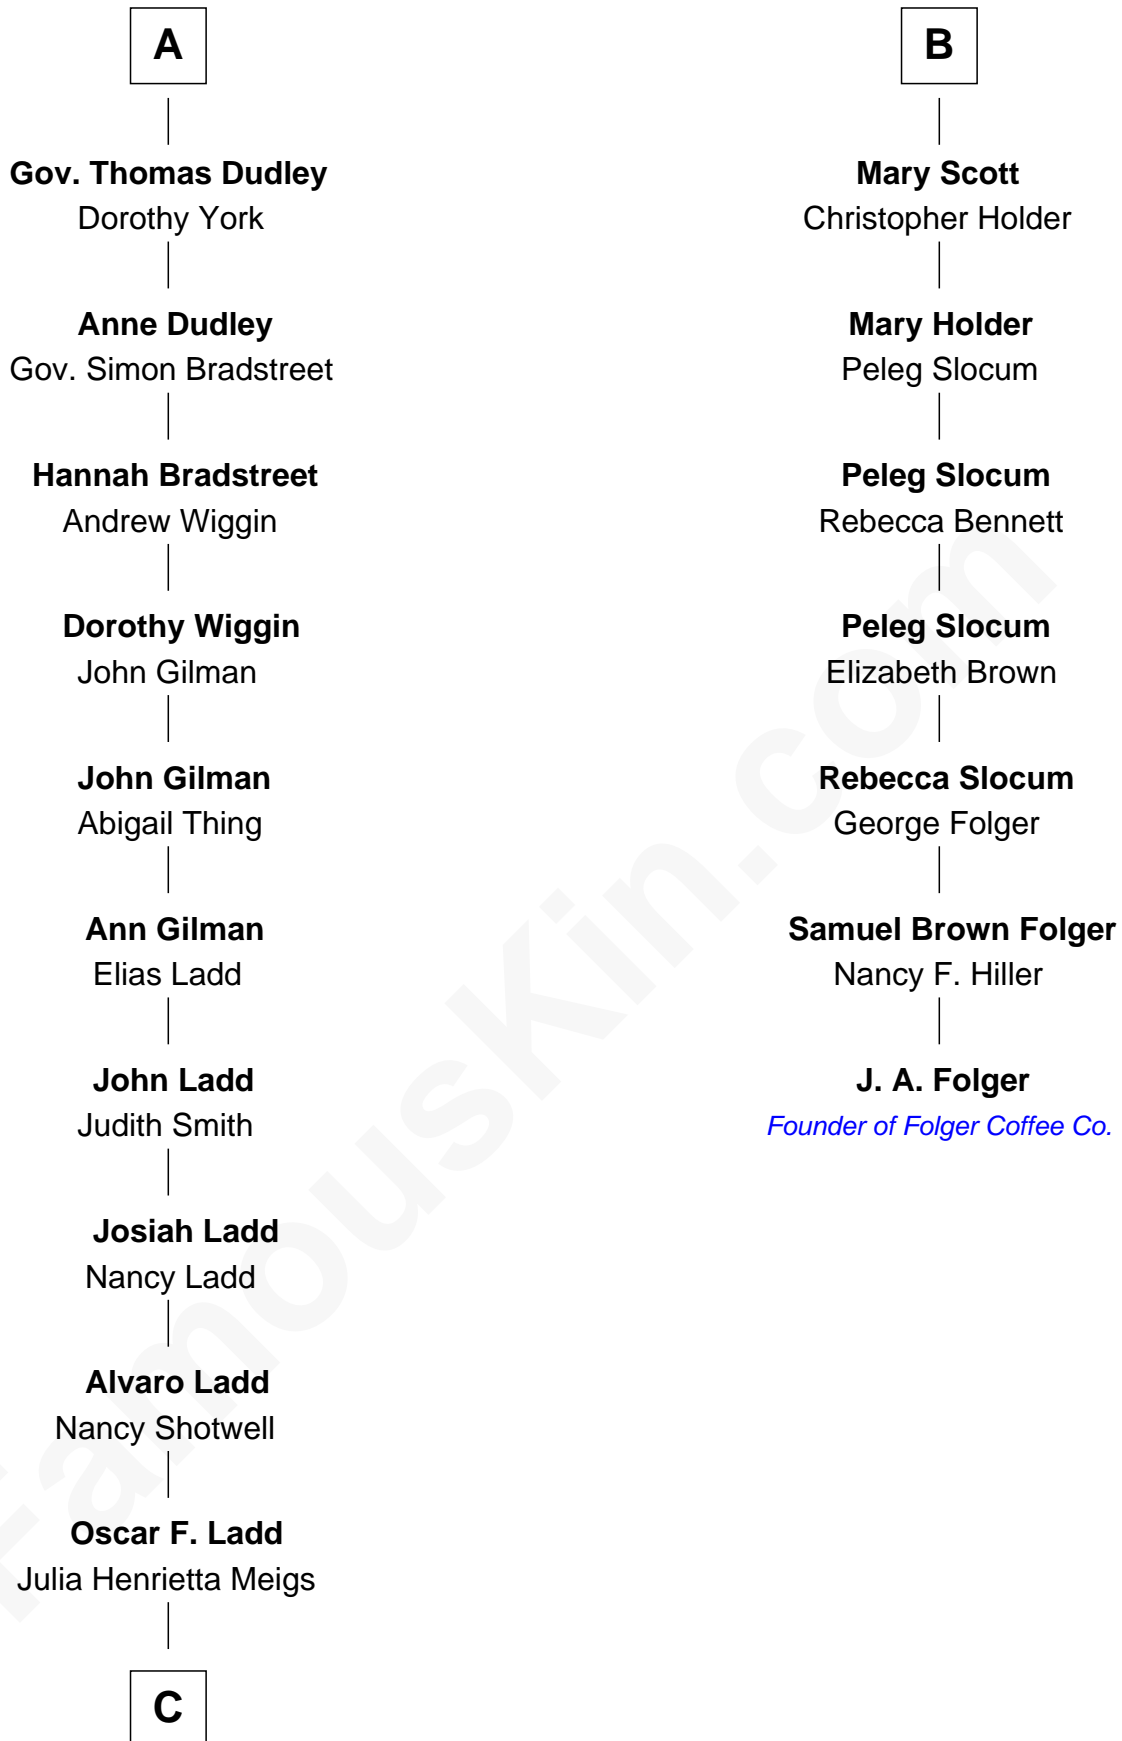 A
Gov. Thomas Dudley
Dorothy York
Anne Dudley
Gov. Simon Bradstreet
Hannah Bradstreet
Andrew Wiggin
Dorothy Wiggin
John Gilman
John Gilman
Abigail Thing
Ann Gilman
Elias Ladd
John Ladd
Judith Smith
Josiah Ladd
Nancy Ladd
Alvaro Ladd
Nancy Shotwell
Oscar F. Ladd
Julia Henrietta Meigs
C
B
Mary Scott
Christopher Holder
Mary Holder
Peleg Slocum
Peleg Slocum
Rebecca Bennett
Peleg Slocum
Elizabeth Brown
Rebecca Slocum
George Folger
Samuel Brown Folger
Nancy F. Hiller
J. A. Folger
Founder of Folger Coffee Co.
FamousKin.com